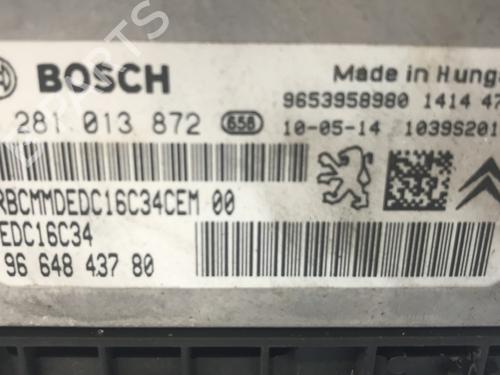 BOSCH
Made in Hung
9653958980 1414 47
281 013 872 658 10-05-14 1039S201
RBCMMDEDC16C34CEM 00
EDC16C34
96 648 437 80